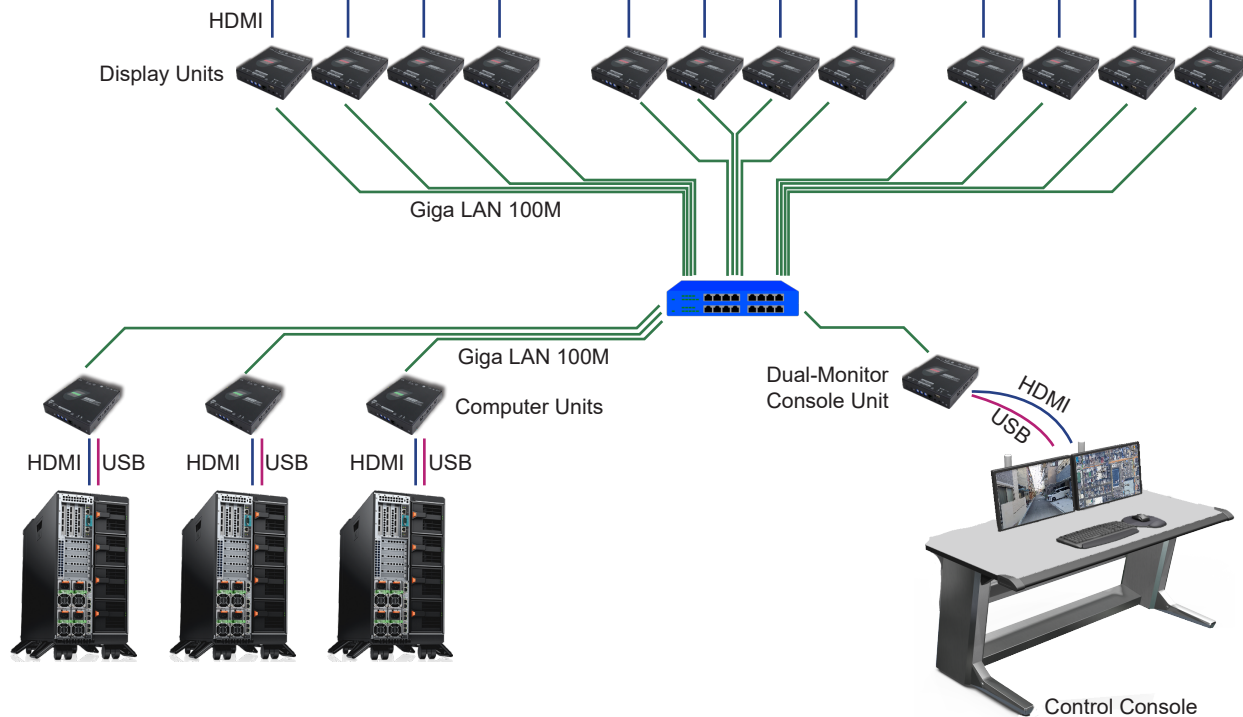 HDMI
Display Units
Giga LAN 100M
Giga LAN 100M
Dual-Monitor
Console Unit
HDMI
USB
Computer Units
HDMI
USB
HDMI
USB
HDMI
USB
Control Console